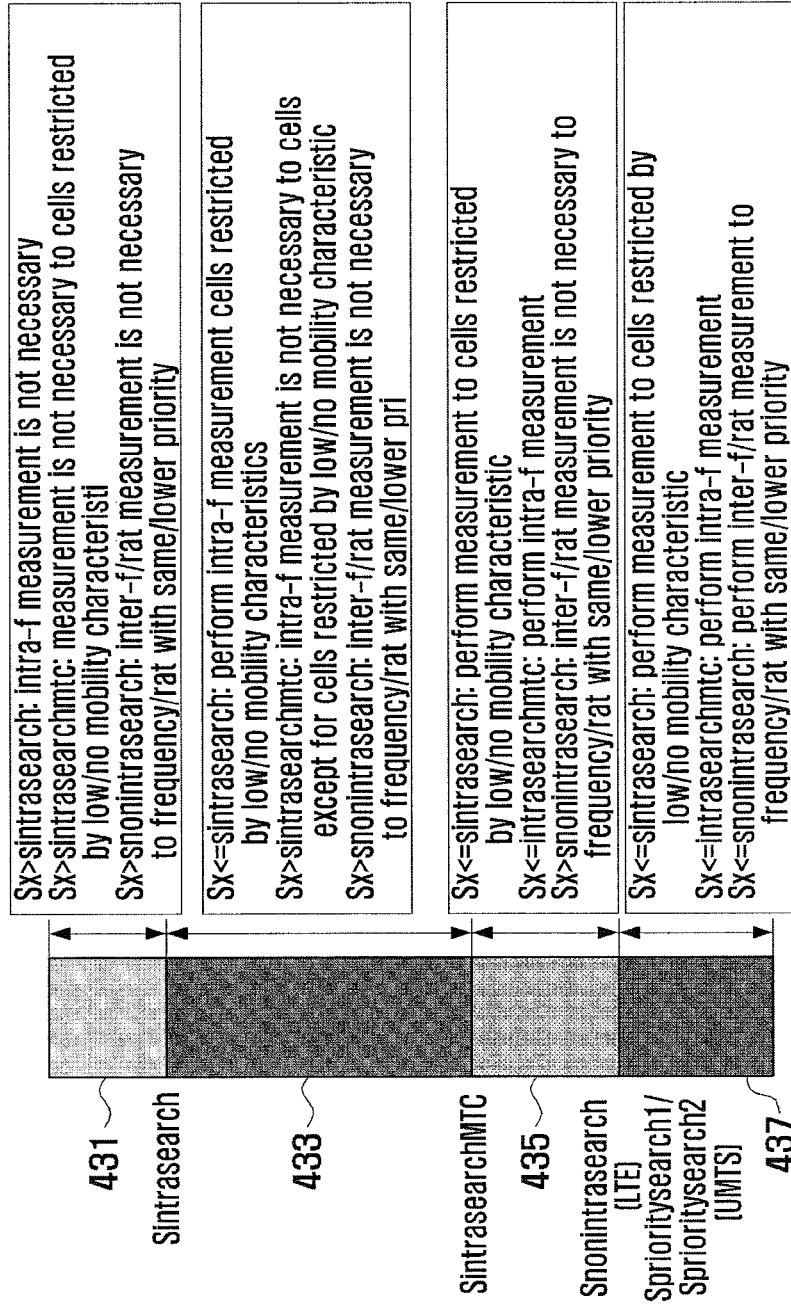 Sx>sintrasearch: intra-f measurement is not necessary
Sx>sintrasearchmtc: measurement is not necessary to cells restricted
by low/no mobility characteristi
Sx>snonintrasearch: inter-f/rat measurement is not necessary
to frequency/rat with same/lower priority
Sx<=sintrasearch: perform intra-f measurement cells restricted
by low/no mobility characteristics
Sx>sintrasearchmtc: intra-f measurement is not necessary to cells
except for cells restricted by low/no mobility characteristic
Sx>snonintrasearch: inter-f/rat measurement is not necessary
to frequency/rat with same/lower pri
Sx<=sintrasearch: perform measurement to cells restricted
by low/no mobility characteristic
Sx<=intrasearchmtc: perform intra-f measurement
Sx>snonintrasearch: inter-f/rat measurement is not necessary to
frequency/rat with same/lower priority
Sx<=sintrasearch: perform measurement to cells restricted by
low/no mobility characteristic
Sx<=intrasearchmtc: perform intra-f measurement
Sx<=snonintrasearch: perform inter-f/rat measurement to
frequency/rat with same/lower priority
431
Sintrasearch
433
SintrasearchMTC
435
Snonintrasearch
(LTE)
Sprioritysearch1/
Sprioritysearch2
(UMTS)
437